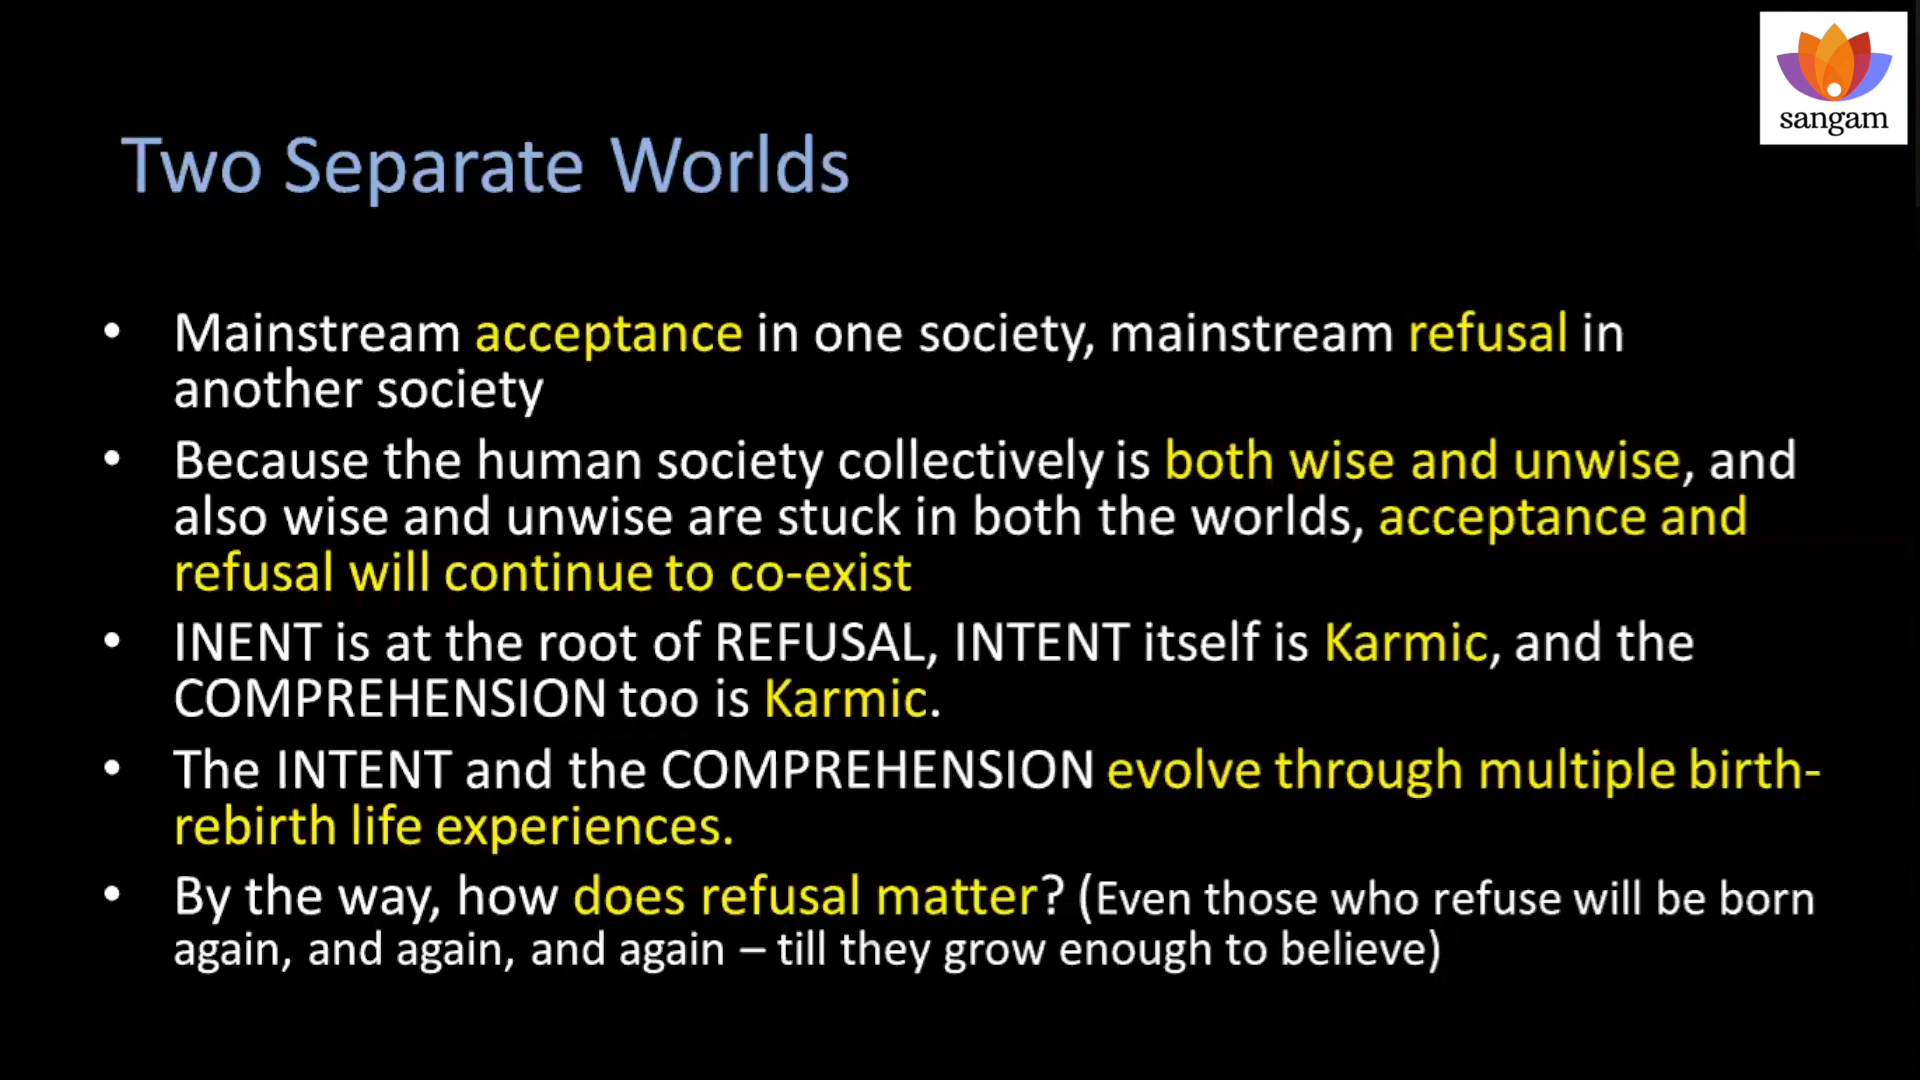 sangam
Two Separate Worlds
• Mainstream acceptance in one society, mainstream refusal in
another society
• Because the human society collectively is both wise and unwise, and
also wise and unwise are stuck in both the worlds, acceptance and
refusal will continue to co-exist
• INENT is at the root of REFUSAL, INTENT itself is Karmic, and the
COMPREHENSION too is Karmic.
• The INTENT and the COMPREHENSION evolve through multiple birth-
rebirth life experiences.
• By the way, how does refusal matter? (Even those who refuse will be born
again, and again, and again – till they grow enough to believe)